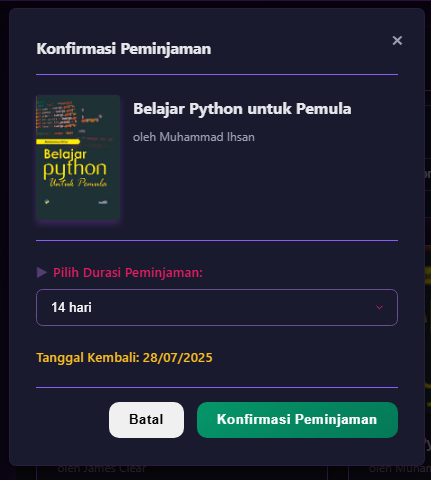 Konfirmasi Peminjaman
×
Belajar Python untuk Pemula
oleh Muhammad Ihsan
Belajar
python
Untuk Pemula
▶ Pilih Durasi Peminjaman:
14 hari
Tanggal Kembali: 28/07/2025
Batal
Konfirmasi Peminjaman
oleh James Clear